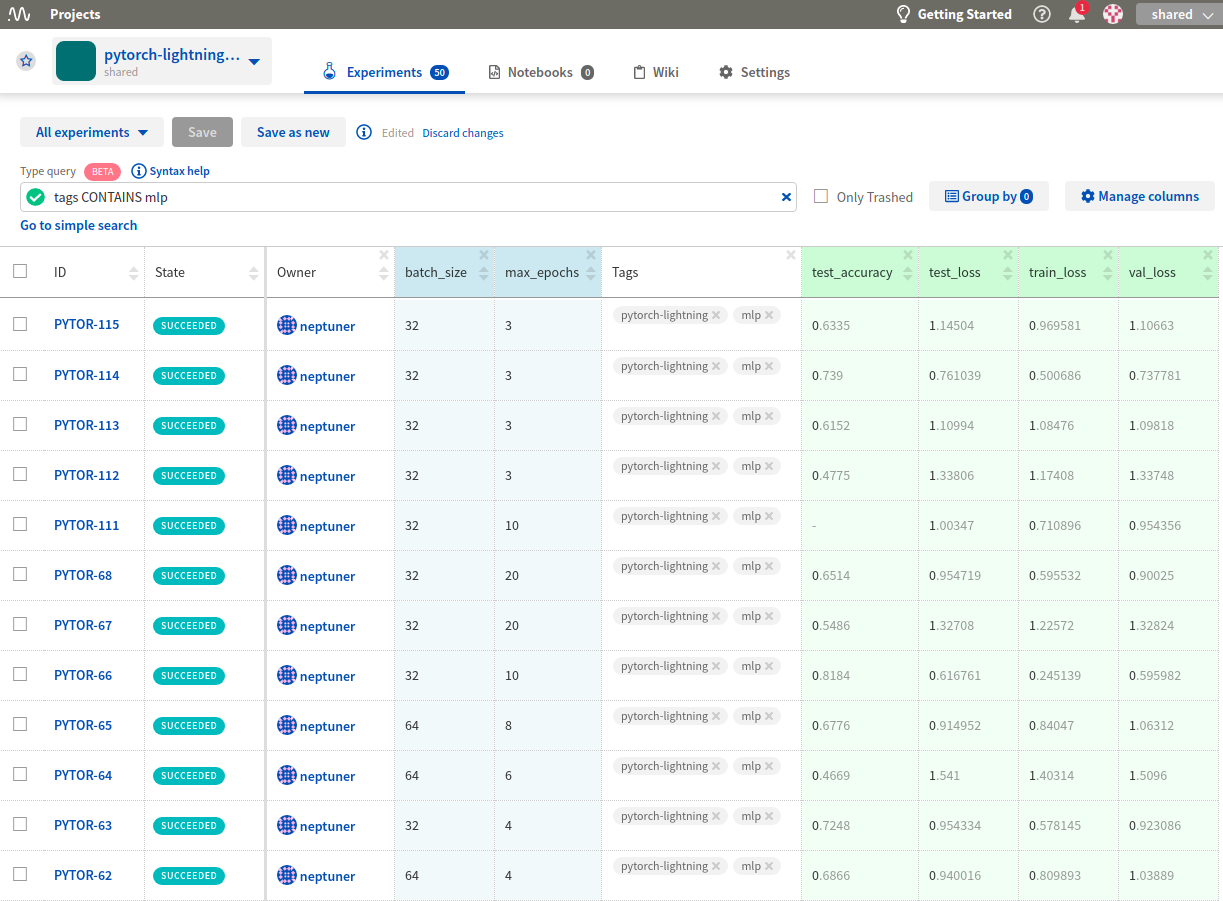 Projects Getting Started 1 shared
pytorch-lightning...
shared
Experiments 50 Notebooks 0 Wiki Settings
All experiments Save Save as new Edited Discard changes
Type query BETA Syntax help
tags CONTAINS mlp Only Trashed Group by 0 Manage columns
Go to simple search
ID State Owner batch_size max_epochs Tags test_accuracy test_loss train_loss val_loss
PYTOR-115 SUCCEEDED neptuner 32 3 pytorch-lightning mlp 0.6335 1.14504 0.969581 1.10663
PYTOR-114 SUCCEEDED neptuner 32 3 pytorch-lightning mlp 0.739 0.761039 0.500686 0.737781
PYTOR-113 SUCCEEDED neptuner 32 3 pytorch-lightning mlp 0.6152 1.10994 1.08476 1.09818
PYTOR-112 SUCCEEDED neptuner 32 3 pytorch-lightning mlp 0.4775 1.33806 1.17408 1.33748
PYTOR-111 SUCCEEDED neptuner 32 10 pytorch-lightning mlp - 1.00347 0.710896 0.954356
PYTOR-68 SUCCEEDED neptuner 32 20 pytorch-lightning mlp 0.6514 0.954719 0.595532 0.90025
PYTOR-67 SUCCEEDED neptuner 32 20 pytorch-lightning mlp 0.5486 1.32708 1.22572 1.32824
PYTOR-66 SUCCEEDED neptuner 32 10 pytorch-lightning mlp 0.8184 0.616761 0.245139 0.595982
PYTOR-65 SUCCEEDED neptuner 64 8 pytorch-lightning mlp 0.6776 0.914952 0.84047 1.06312
PYTOR-64 SUCCEEDED neptuner 64 6 pytorch-lightning mlp 0.4669 1.541 1.40314 1.5096
PYTOR-63 SUCCEEDED neptuner 32 4 pytorch-lightning mlp 0.7248 0.954334 0.578145 0.923086
PYTOR-62 SUCCEEDED neptuner 64 4 pytorch-lightning mlp 0.6866 0.940016 0.809893 1.03889